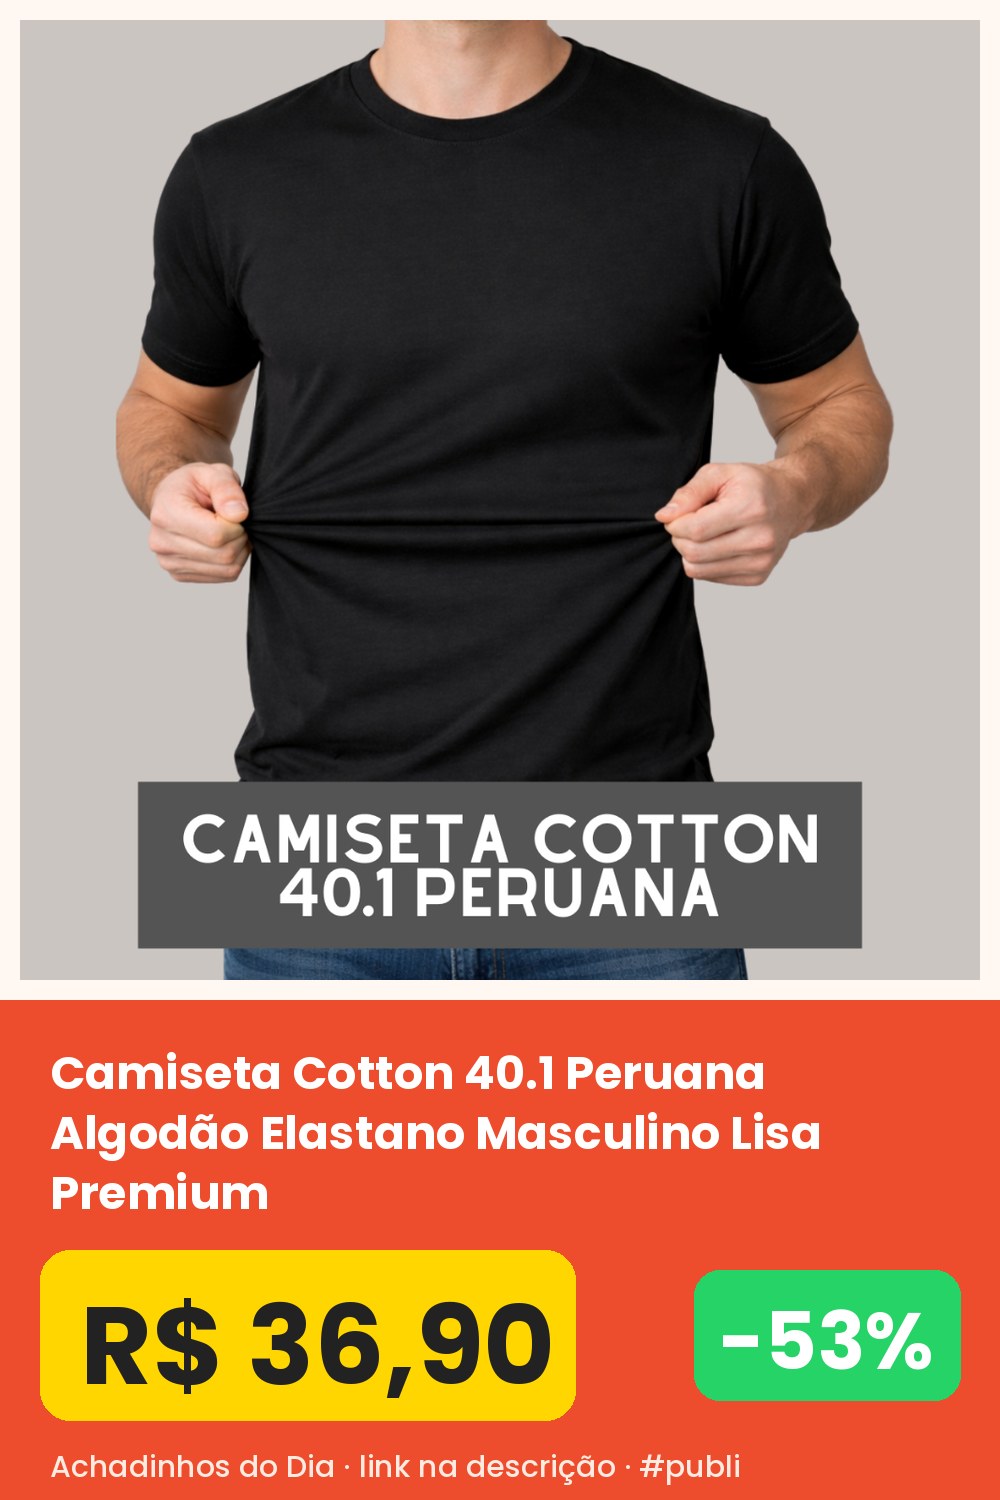 CAMISETA COTTON
40.1 PERUANA
Camiseta Cotton 40.1 Peruana
Algodão Elastano Masculino Lisa
Premium
R$ 36,90
-53%
Achadinhos do Dia · link na descrição · #publi